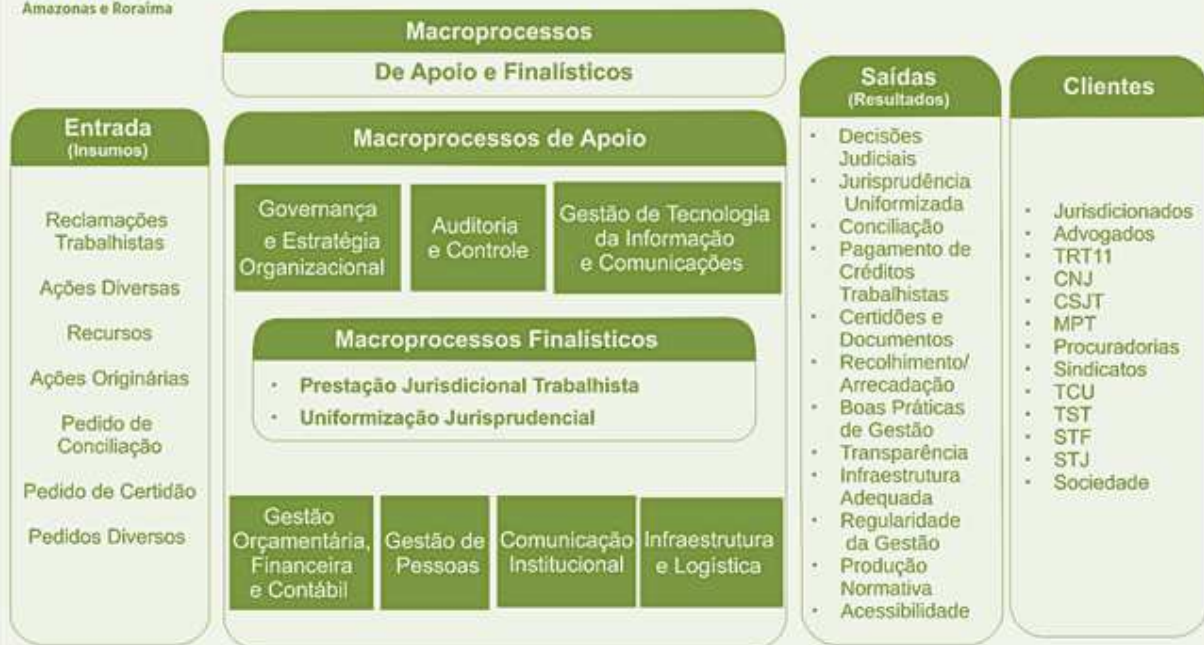 Amazonas e Roraima
Macroprocessos
De Apoio e Finalísticos
Entrada
(Insumos)
Reclamações
Trabalhistas
Ações Diversas
Recursos
Ações Originárias
Pedido de
Conciliação
Pedido de Certidão
Pedidos Diversos
Macroprocessos de Apoio
Governança
e Estratégia
Organizacional
Auditoria
e Controle
Gestão de Tecnologia
da Informação
e Comunicações
Macroprocessos Finalísticos
• Prestação Jurisdicional Trabalhista
• Uniformização Jurisprudencial
Gestão
Orçamentária,
Financeira
e Contábil
Gestão de
Pessoas
Comunicação
Institucional
Infraestrutura
e Logística
Saídas
(Resultados)
• Decisões
Judiciais
• Jurisprudência
Uniformizada
• Conciliação
• Pagamento de
Créditos
Trabalhistas
• Certidões e
Documentos
• Recolhimento/
Arrecadação
• Boas Práticas
de Gestão
• Transparência
• Infraestrutura
Adequada
• Regularidade
da Gestão
• Produção
Normativa
• Acessibilidade
Clientes
• Jurisdicionados
• Advogados
• TRT11
• CNJ
• CSJT
• MPT
• Procuradorias
• Sindicatos
• TCU
• TST
• STF
• STJ
• Sociedade